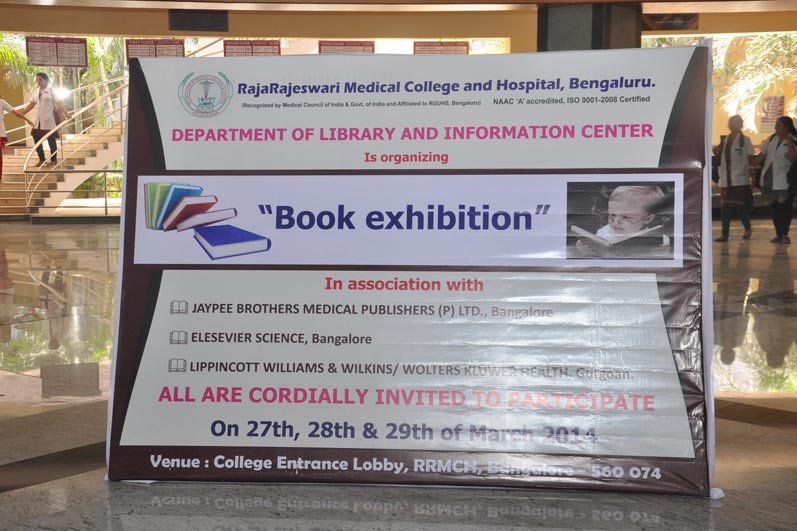 RajaRajeswari Medical College and Hospital, Bengaluru.
(Recognised by Medical Council of India & Govt. of India and Affiliated to RGUHS, Bengaluru) NAAC 'A' accredited, ISO 9001-2008 Certified
DEPARTMENT OF LIBRARY AND INFORMATION CENTER
Is organizing
"Book exhibition"
In association with
JAYPEE BROTHERS MEDICAL PUBLISHERS (P) LTD., Bangalore
ELESEVIER SCIENCE, Bangalore
LIPPINCOTT WILLIAMS & WILKINS/ WOLTERS KLUWER HEALTH. Gurgoan.
ALL ARE CORDIALLY INVITED TO PARTICIPATE
On 27th, 28th & 29th of March 2014
Venue : College Entrance Lobby, RRMCH, Bangalore - 560 074